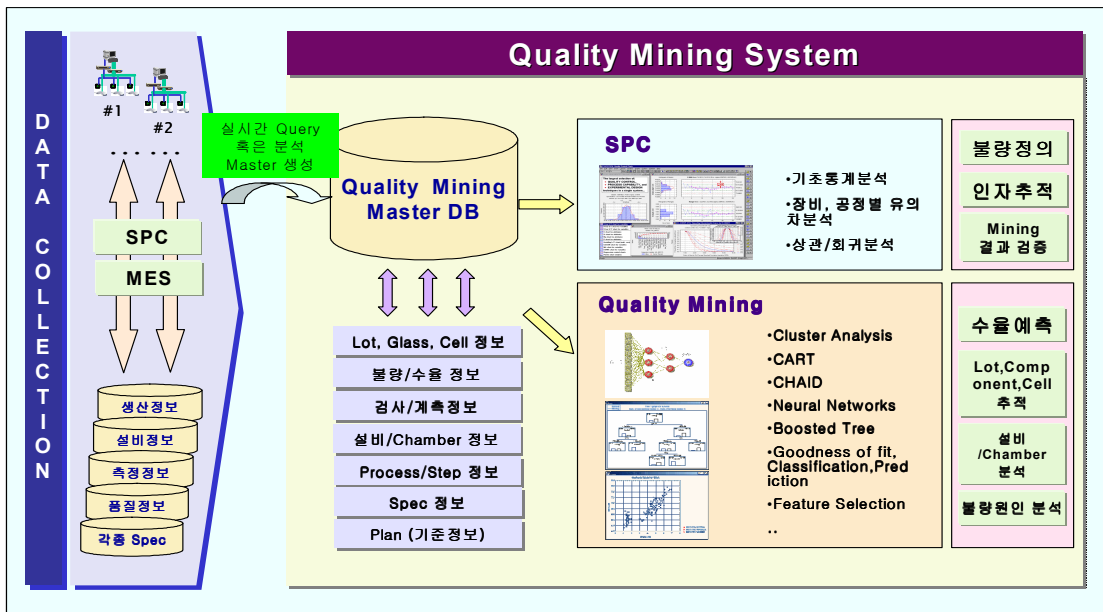 Quality Mining System
DATA COLLECTION
#1
#2
......
SPC
MES
생산정보
설비정보
측정정보
품질정보
각종 Spec
실시간 Query
혹은 분석
Master 생성
Quality Mining
Master DB
Lot, Glass, Cell 정보
불량/수율 정보
검사/계측정보
설비/Chamber 정보
Process/Step 정보
Spec 정보
Plan (기준정보)
SPC
•기초통계분석
•장비, 공정별 유의
차분석
•상관/회귀분석
Quality Mining
•Cluster Analysis
•CART
•CHAID
•Neural Networks
•Boosted Tree
•Goodness of fit,
Classification,Pred
iction
•Feature Selection
..
불량정의
인자추적
Mining
결과 검증
수율예측
Lot,Comp
onent,Cell
추적
설비
/Chamber
분석
불량원인 분석